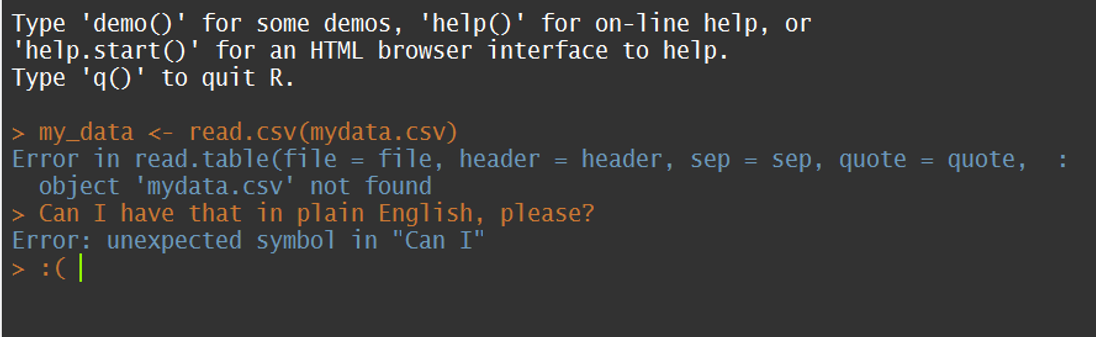 Type 'demo()' for some demos, 'help()' for on-line help, or
'help.start()' for an HTML browser interface to help.
Type 'q()' to quit R.
> my_data <- read.csv(mydata.csv)
Error in read.table(file = file, header = header, sep = sep, quote = quote,  :
  object 'mydata.csv' not found
> Can I have that in plain English, please?
Error: unexpected symbol in "Can I"
> :(